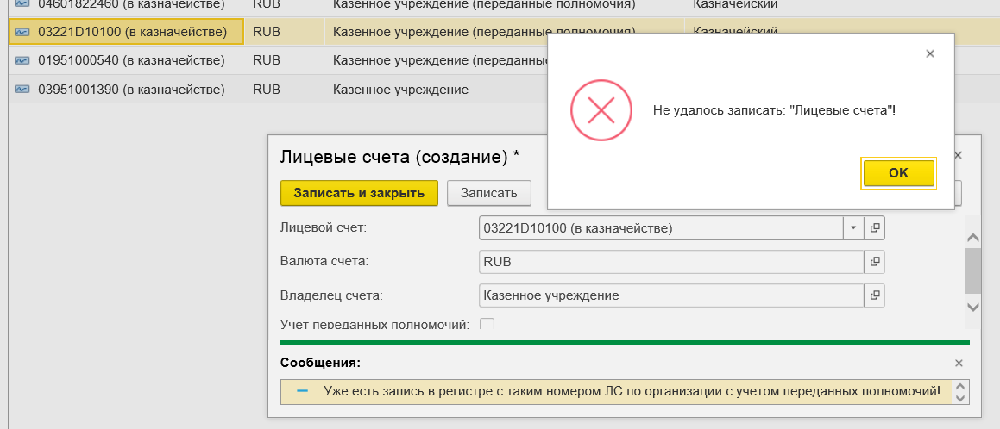 04601822460 (в казначействе) RUB Казенное учреждение (переданные полномочия) Казначейский
03221D10100 (в казначействе) RUB Казенное учреждение (переданные полномочия) Казначейский
01951000540 (в казначействе) RUB Казенное учреждение
03951001390 (в казначействе) RUB Казенное учреждение
Не удалось записать: "Лицевые счета"!
OK
Лицевые счета (создание) *
Записать и закрыть Записать
Лицевой счет: 03221D10100 (в казначействе)
Валюта счета: RUB
Владелец счета: Казенное учреждение
Учет переданных полномочий:
Сообщения:
Уже есть запись в регистре с таким номером ЛС по организации с учетом переданных полномочий!